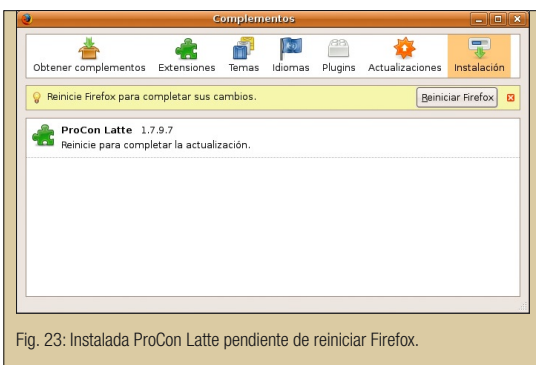 Complementos
Obtener complementos Extensiones Temas Idiomas Plugins Actualizaciones Instalación
Reinicie Firefox para completar sus cambios. Reiniciar Firefox
ProCon Latte 1.7.9.7
Reinicie para completar la actualización.
Fig. 23: Instalada ProCon Latte pendiente de reiniciar Firefox.